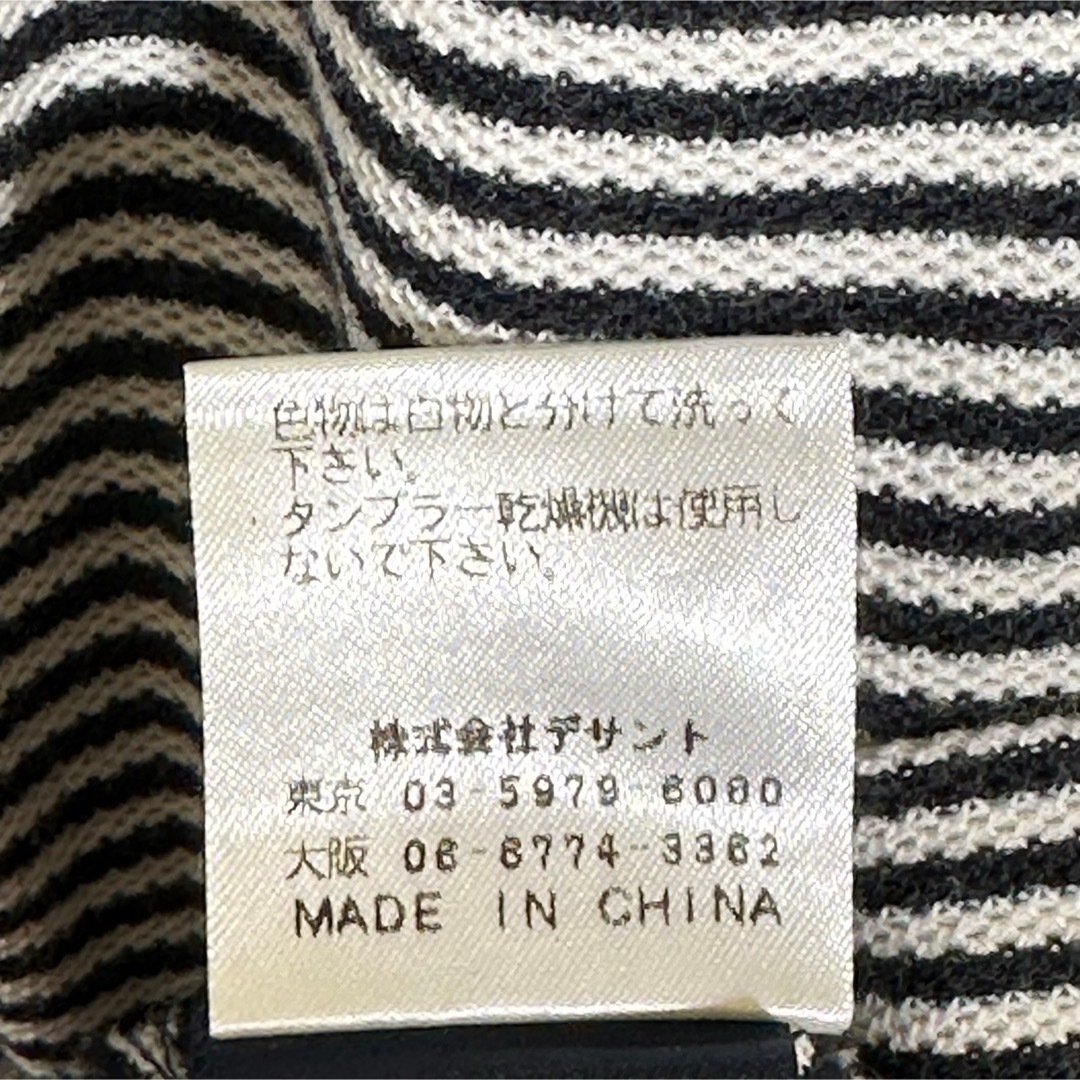 色物は白物と分けて洗って
下さい。
タンブラー乾燥機は使用し
ないで下さい。
株式会社デサント
東京 03-5979-6080
大阪 06-6774-3362
MADE IN CHINA